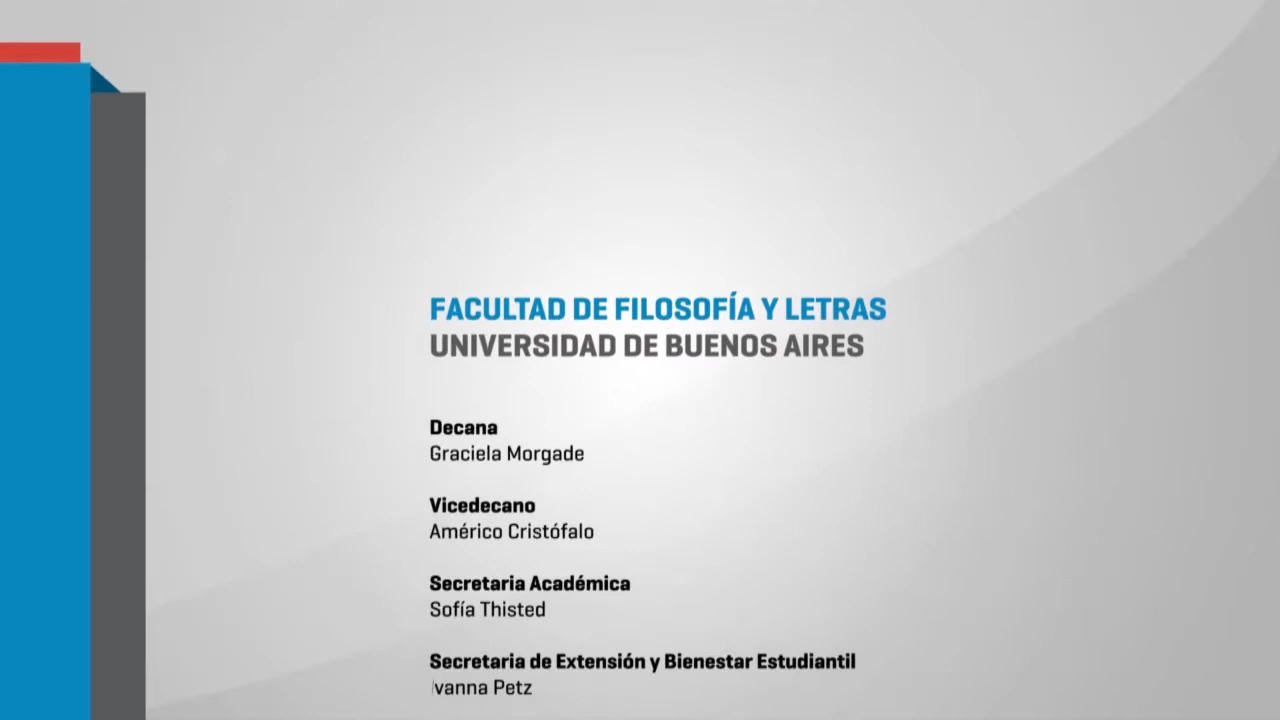 FACULTAD DE FILOSOFÍA Y LETRAS
UNIVERSIDAD DE BUENOS AIRES
Decana
Graciela Morgade
Vicedecano
Américo Cristófalo
Secretaria Académica
Sofía Thisted
Secretaria de Extensión y Bienestar Estudiantil
Ivanna Petz